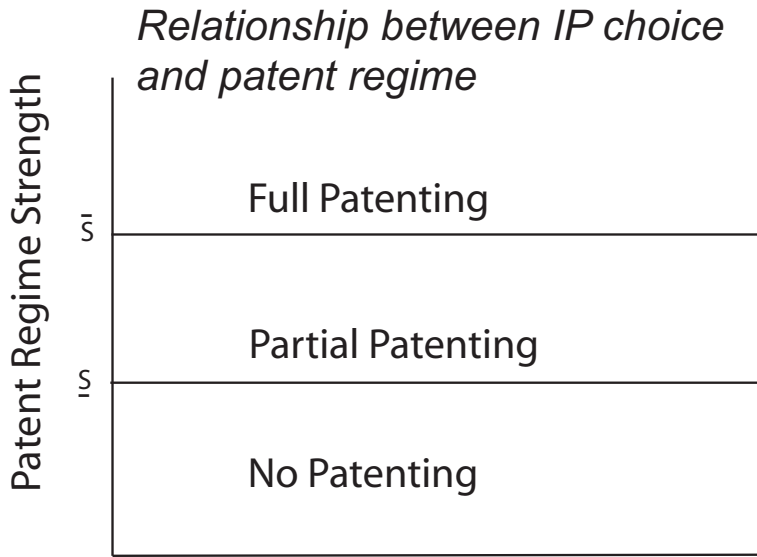 Relationship between IP choice
and patent regime
Patent Regime Strength
Full Patenting
s̄
Partial Patenting
s̲
No Patenting